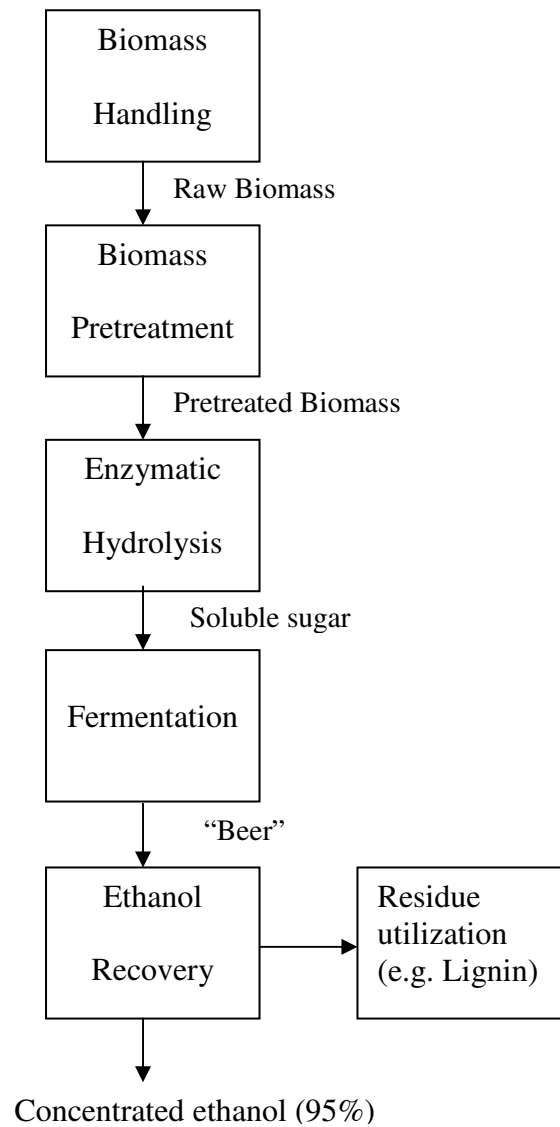 Biomass
Handling
Raw Biomass
Biomass
Pretreatment
Pretreated Biomass
Enzymatic
Hydrolysis
Soluble sugar
Fermentation
“Beer”
Ethanol
Recovery
Residue
utilization
(e.g. Lignin)
Concentrated ethanol (95%)